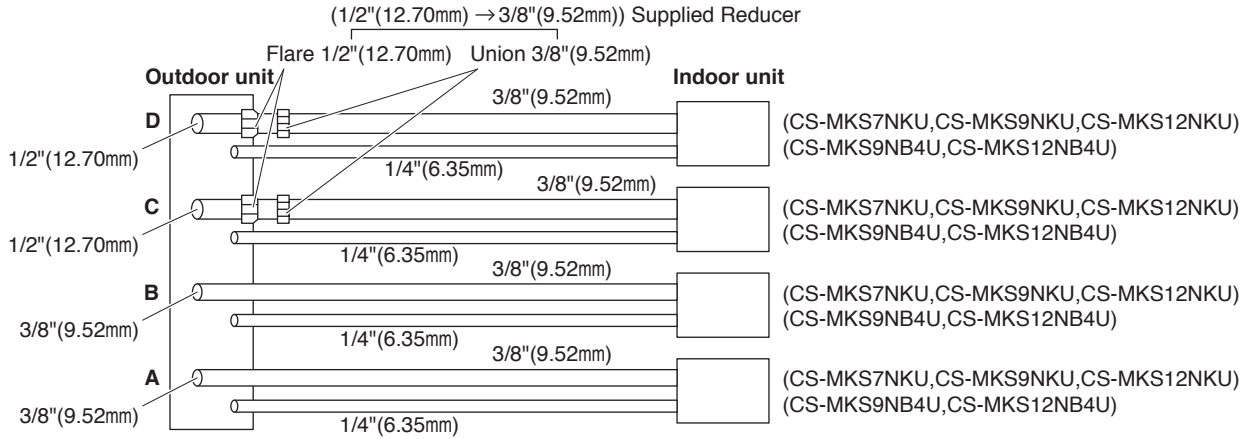 (1/2"(12.70mm) →3/8"(9.52mm)) Supplied Reducer
Flare 1/2"(12.70mm) Union 3/8"(9.52mm)
Outdoor unit
Indoor unit
D
3/8"(9.52mm)
1/2"(12.70mm)
1/4"(6.35mm)
(CS-MKS7NKU,CS-MKS9NKU,CS-MKS12NKU)
(CS-MKS9NB4U,CS-MKS12NB4U)
C
3/8"(9.52mm)
1/2"(12.70mm)
1/4"(6.35mm)
(CS-MKS7NKU,CS-MKS9NKU,CS-MKS12NKU)
(CS-MKS9NB4U,CS-MKS12NB4U)
B
3/8"(9.52mm)
3/8"(9.52mm)
1/4"(6.35mm)
(CS-MKS7NKU,CS-MKS9NKU,CS-MKS12NKU)
(CS-MKS9NB4U,CS-MKS12NB4U)
A
3/8"(9.52mm)
3/8"(9.52mm)
1/4"(6.35mm)
(CS-MKS7NKU,CS-MKS9NKU,CS-MKS12NKU)
(CS-MKS9NB4U,CS-MKS12NB4U)